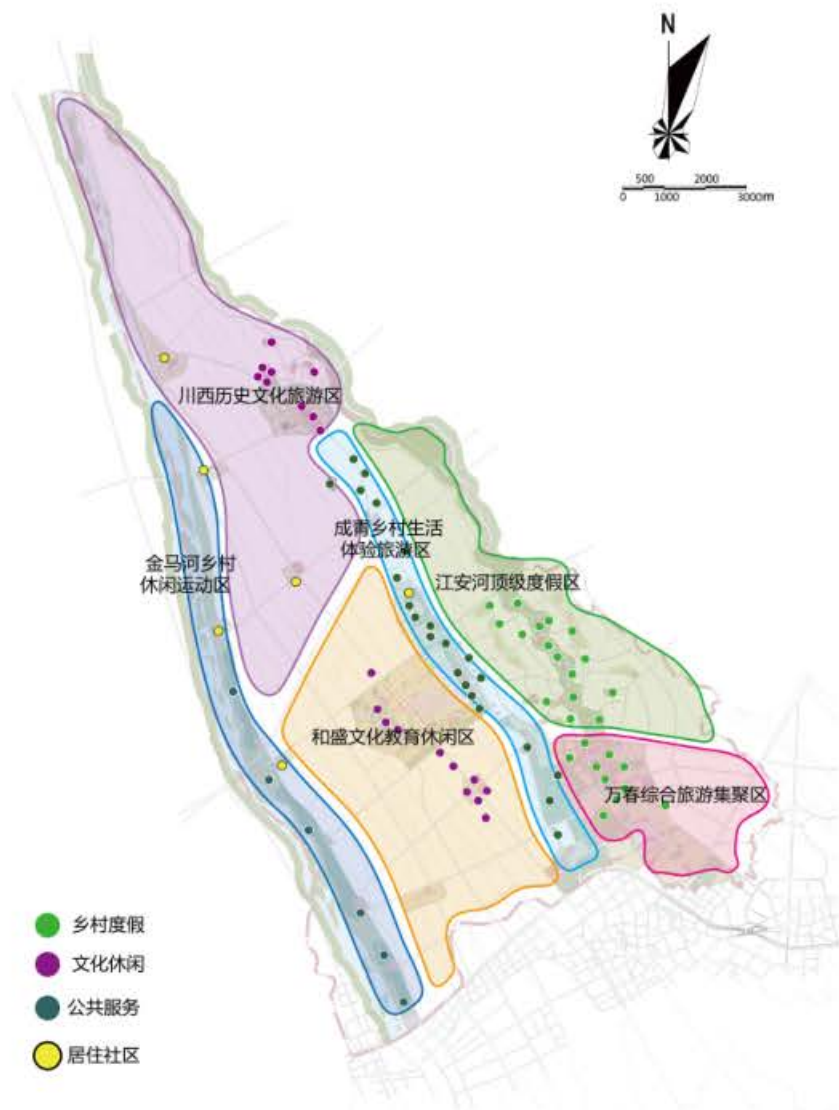 N
500 2000
0 1000 3000m
川西历史文化旅游区
成青乡村生活
体验旅游区
金马河乡村
休闲运动区
江安河顶级度假区
和盛文化教育休闲区
万春综合旅游集聚区
乡村度假
文化休闲
公共服务
居住社区